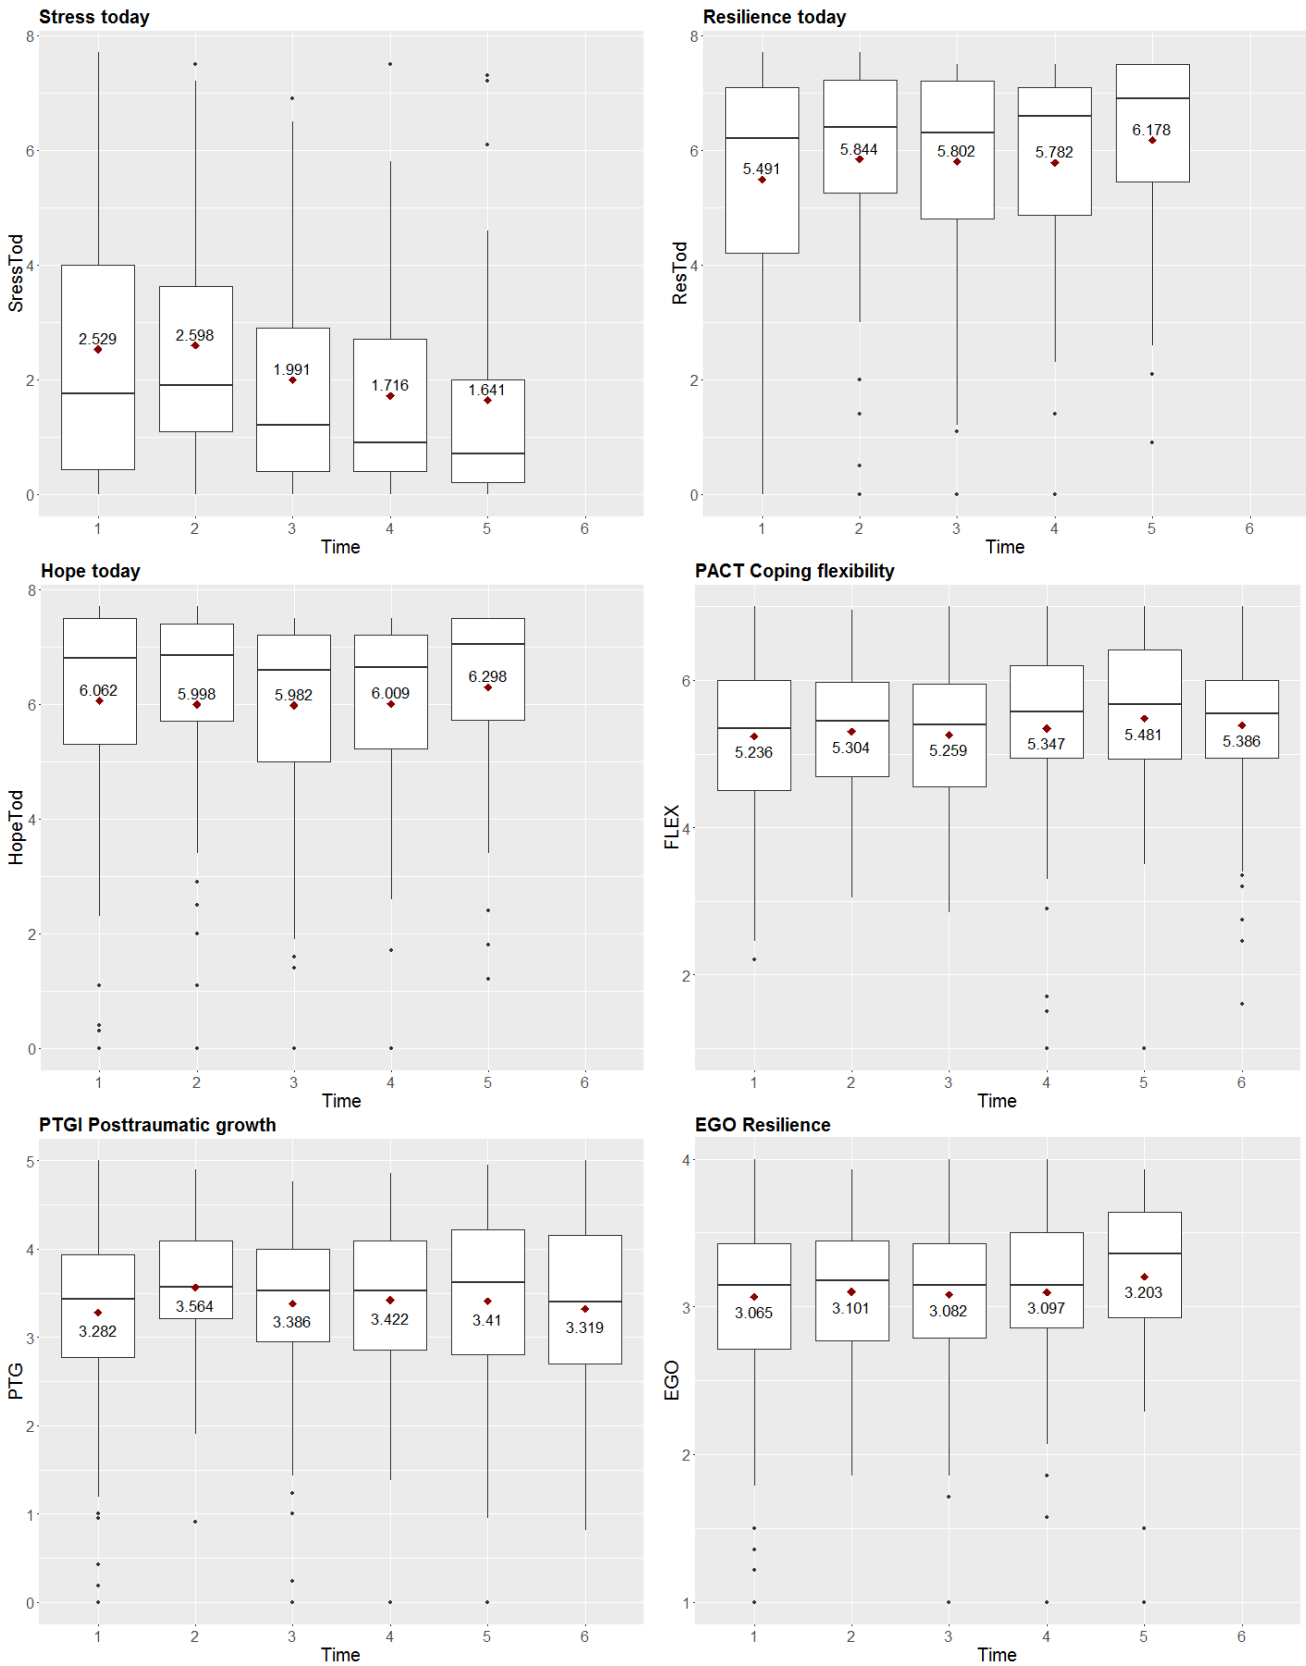 Stress today
SressTod
8
6
4
2
0
2.529
2.598
1.991
1.716
1.641
1 2 3 4 5 6
Time
Resilience today
ResTod
8
6
4
2
0
5.491
5.844
5.802
5.782
6.178
1 2 3 4 5 6
Time
Hope today
HopeTod
8
6
4
2
0
6.062
5.998
5.982
6.009
6.298
1 2 3 4 5 6
Time
PACT Coping flexibility
FLEX
6
4
2
5.236
5.304
5.259
5.347
5.481
5.386
1 2 3 4 5 6
Time
PTGI Posttraumatic growth
PTG
5
4
3
2
1
0
3.282
3.564
3.386
3.422
3.41
3.319
1 2 3 4 5 6
Time
EGO Resilience
EGO
4
3
2
1
3.065
3.101
3.082
3.097
3.203
1 2 3 4 5 6
Time